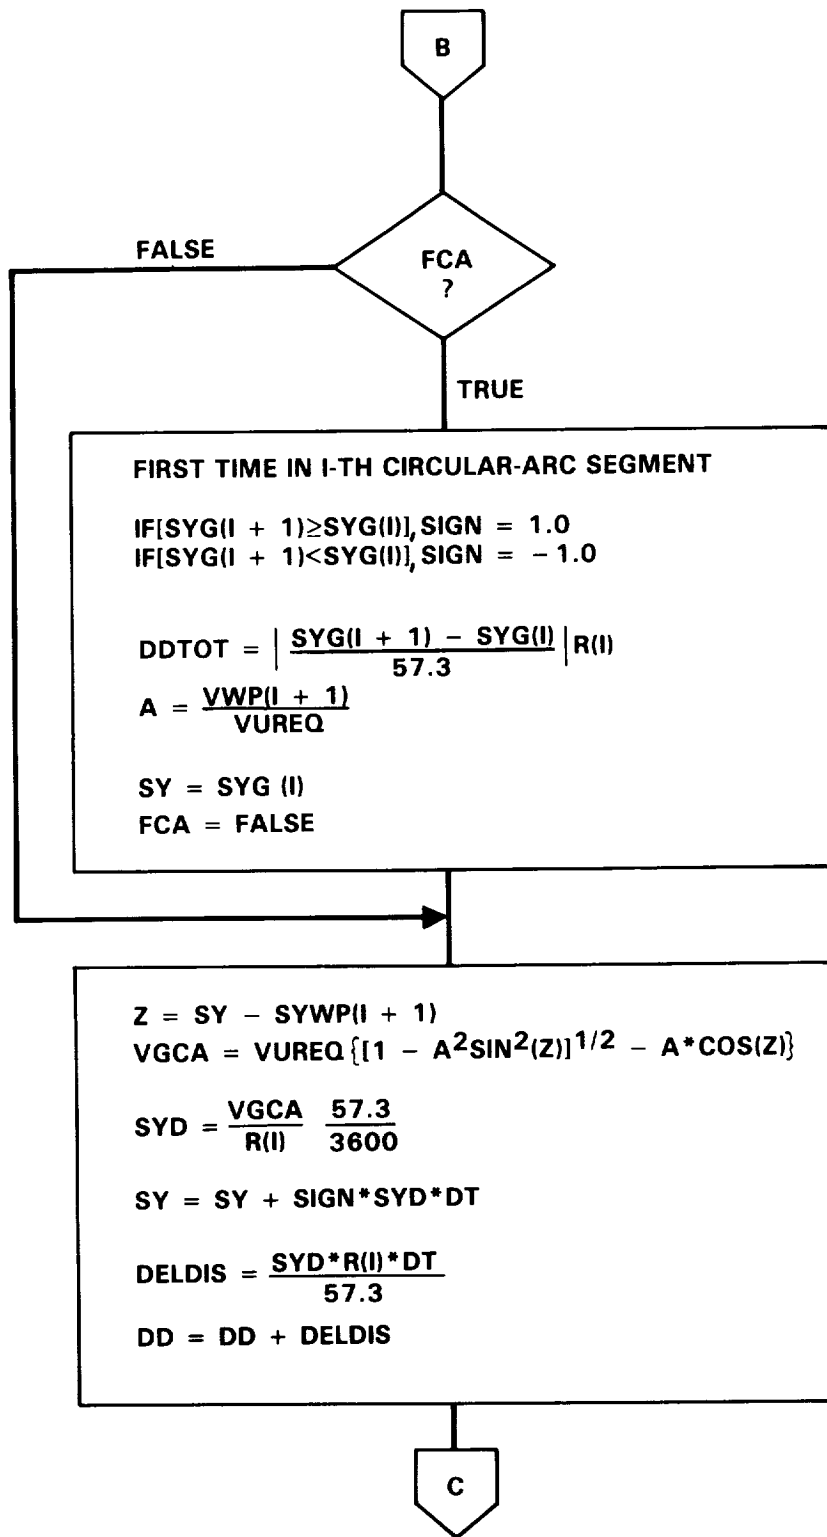 B
FALSE
FCA
?
TRUE
FIRST TIME IN I-TH CIRCULAR-ARC SEGMENT
IF[SYG(I + 1)≥SYG(I)], SIGN = 1.0
IF[SYG(I + 1)<SYG(I)], SIGN = - 1.0
DDTOT = | SYG(I + 1) - SYG(I) / 57.3 | R(I)
A = VWP(I + 1) / VUREQ
SY = SYG (I)
FCA = FALSE
Z = SY - SYWP(I + 1)
VGCA = VUREQ {[1 - A²SIN²(Z)]^1/2 - A*COS(Z)}
SYD = VGCA / R(I) 57.3 / 3600
SY = SY + SIGN*SYD*DT
DELDIS = SYD*R(I)*DT / 57.3
DD = DD + DELDIS
C